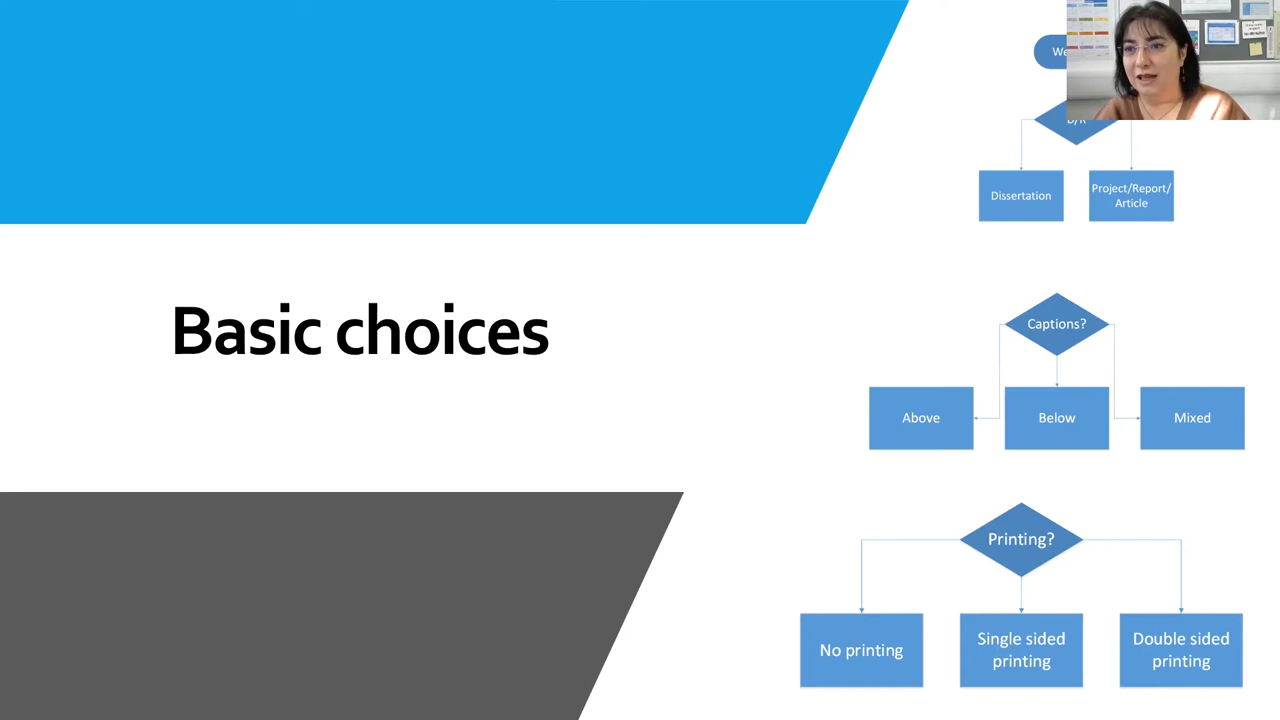 Basic choices
Dissertation
Project/Report/
Article
Captions?
Above
Below
Mixed
Printing?
No printing
Single sided
printing
Double sided
printing